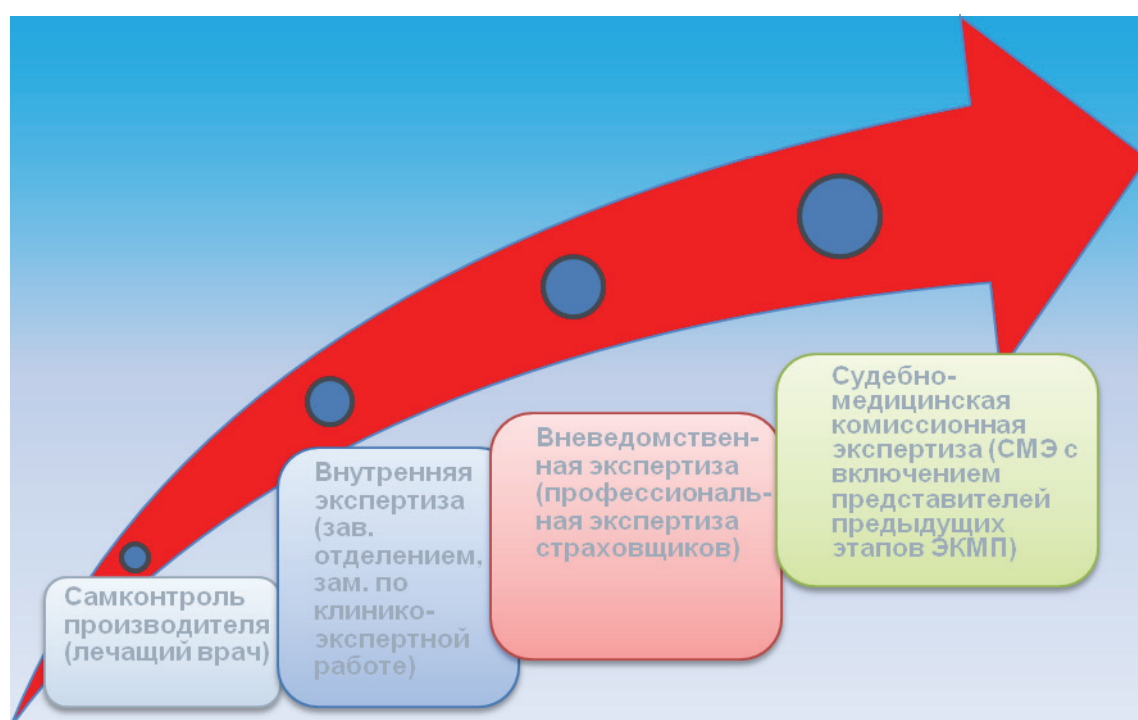 Самконтроль
производителя
(лечащий врач)
Внутренняя
экспертиза
(зав.
отделением,
зам. по
клинико-
экспертной
работе)
Вневедомствен-
ная экспертиза
(профессиональ-
ная экспертиза
страховщиков)
Судебно-
медицинская
комиссионная
экспертиза (СМЭ с
включением
представителей
предыдущих
этапов ЭКМП)